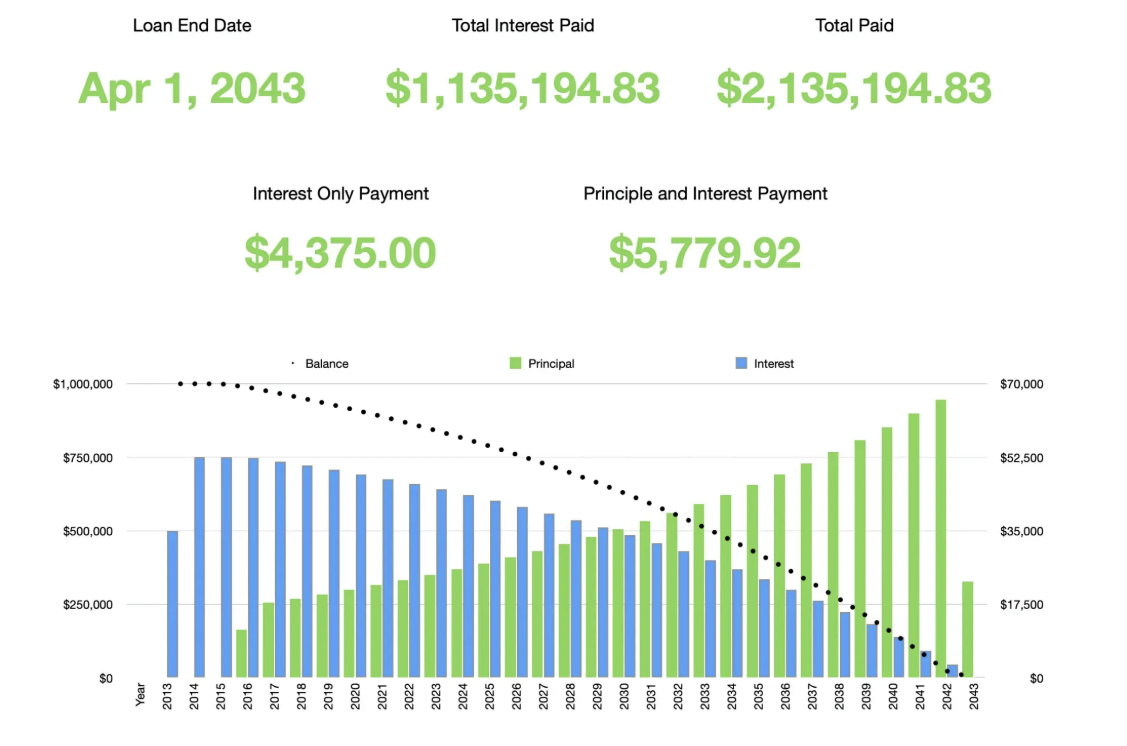 Loan End Date Total Interest Paid Total Paid
Apr 1, 2043 $1,135,194.83 $2,135,194.83
Interest Only Payment Principle and Interest Payment
$4,375.00 $5,779.92
Balance Principal Interest
$1,000,000 $70,000
$750,000 $52,500
$500,000 $35,000
$250,000 $17,500
$0 $0
Year 2013 2014 2015 2016 2017 2018 2019 2020 2021 2022 2023 2024 2025 2026 2027 2028 2029 2030 2031 2032 2033 2034 2035 2036 2037 2038 2039 2040 2041 2042 2043